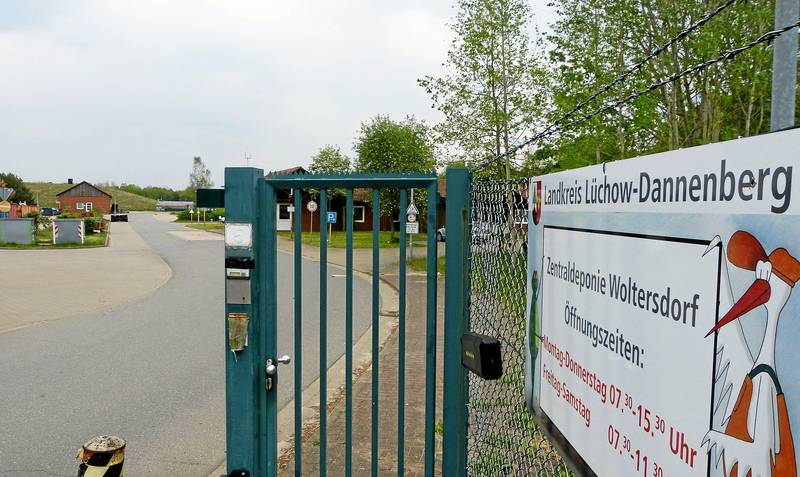 Landkreis Lüchow-Dannenberg
Zentraldeponie Woltersdorf
Öffnungszeiten:
Montag-Donnerstag 07.30-15.30 Uhr
Freitag-Samstag 07.30-11.30
P